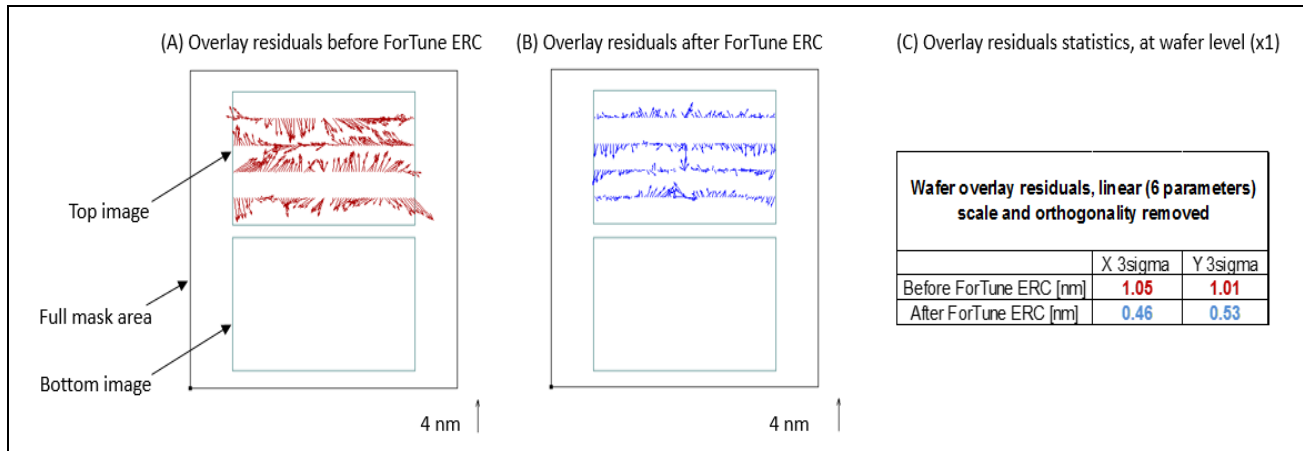 (A) Overlay residuals before ForTune ERC
(B) Overlay residuals after ForTune ERC
(C) Overlay residuals statistics, at wafer level (x1)
Top image
Full mask area
Bottom image
4 nm
4 nm
Wafer overlay residuals, linear (6 parameters)
scale and orthogonality removed
X 3sigma Y 3sigma
Before ForTune ERC [nm] 1.05 1.01
After ForTune ERC [nm] 0.46 0.53